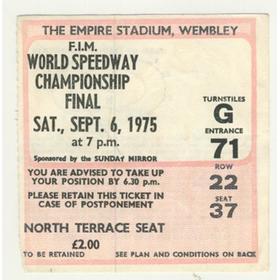 THE EMPIRE STADIUM, WEMBLEY
F.I.M.
WORLD SPEEDWAY
CHAMPIONSHIP
FINAL
SAT., SEPT. 6, 1975
at 7 p.m.
Sponsored by the SUNDAY MIRROR
TURNSTILES
G
ENTRANCE
71
ROW
22
SEAT
37
YOU ARE ADVISED TO TAKE UP
YOUR POSITION BY 6.30 p.m.
PLEASE RETAIN THIS TICKET IN
CASE OF POSTPONEMENT
NORTH TERRACE SEAT
£2.00
TO BE RETAINED
SEE PLAN AND CONDITIONS ON BACK